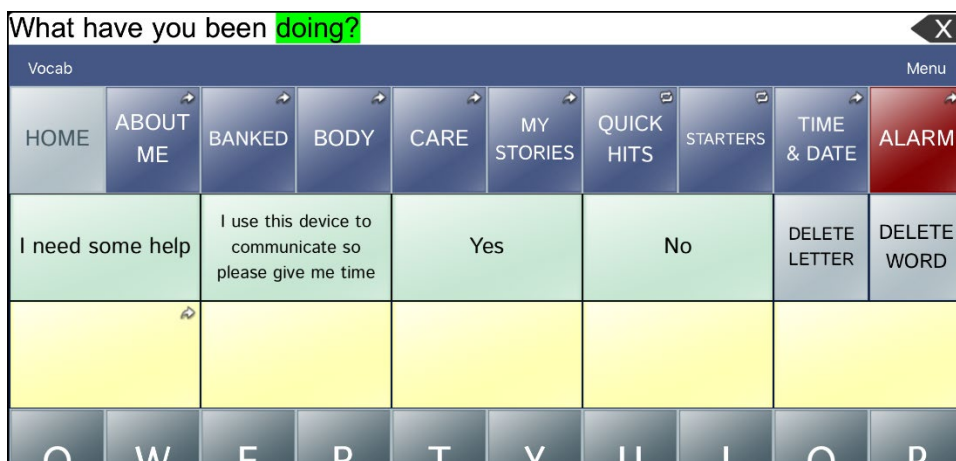 What have you been doing?
X
Vocab Menu
HOME ABOUT ME BANKED BODY CARE MY STORIES QUICK HITS STARTERS TIME & DATE ALARM
I need some help
I use this device to
communicate so
please give me time
Yes
No
DELETE
LETTER
DELETE
WORD
Q W E R T Y U I O P